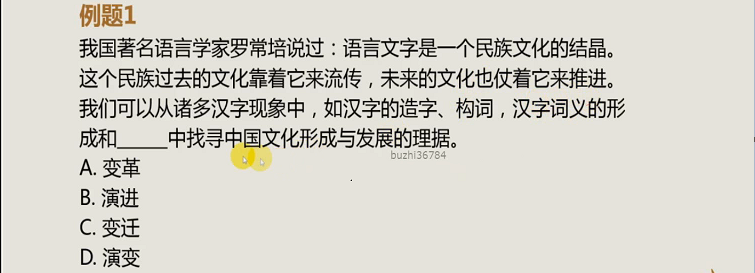 例题1
我国著名语言学家罗常培说过：语言文字是一个民族文化的结晶。
这个民族过去的文化靠着它来流传，未来的文化也仗着它来推进。
我们可以从诸多汉字现象中，如汉字的造字、构词，汉字词义的形
成和______中找寻中国文化形成与发展的理据。
buzhi36784
A. 变革
B. 演进
C. 变迁
D. 演变